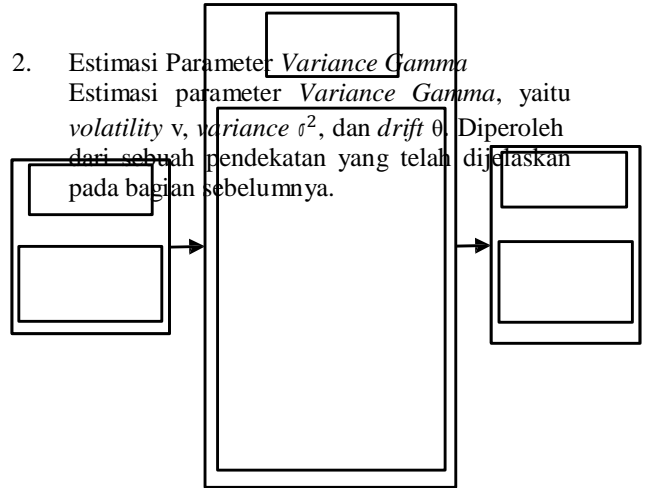 2. Estimasi Parameter Variance Gamma
Estimasi parameter Variance Gamma, yaitu
volatility v, variance σ², dan drift θ. Diperoleh
dari sebuah pendekatan yang telah dijelaskan
pada bagian sebelumnya.